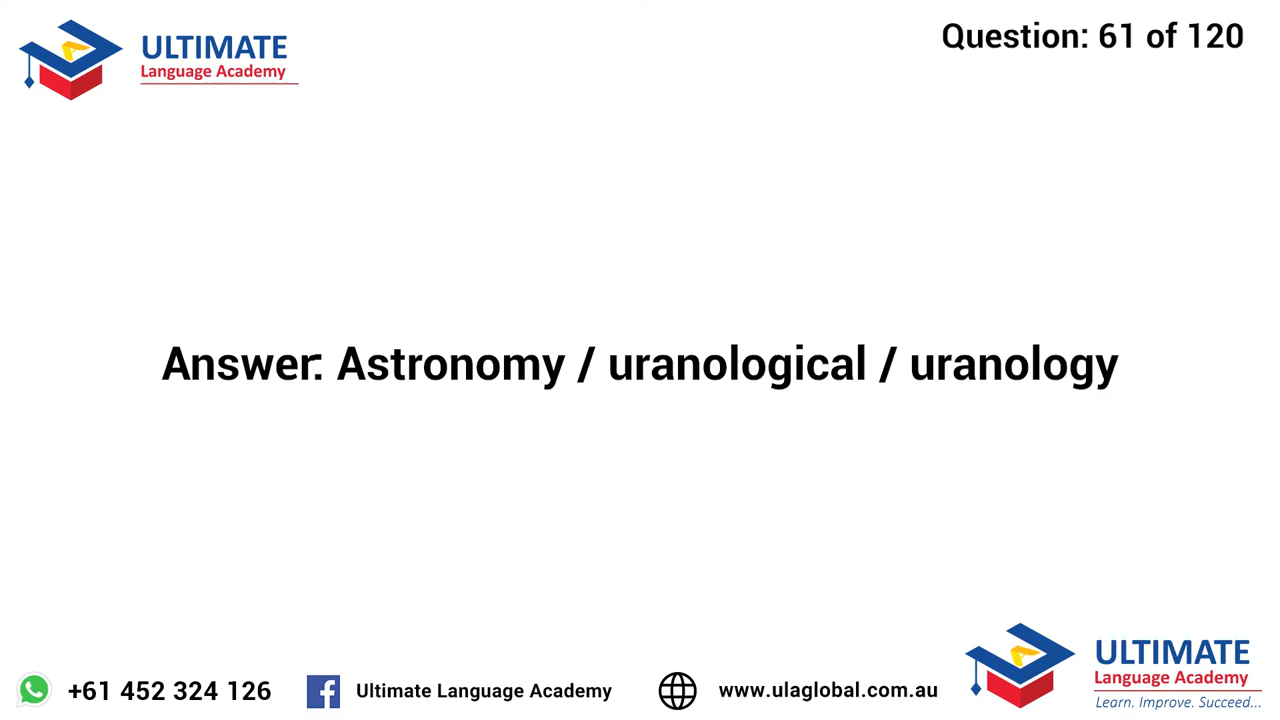 ULTIMATE
Language Academy
Question: 61 of 120
Answer: Astronomy / uranological / uranology
+61 452 324 126
Ultimate Language Academy
www.ulaglobal.com.au
ULTIMATE
Language Academy
Learn. Improve. Succeed...